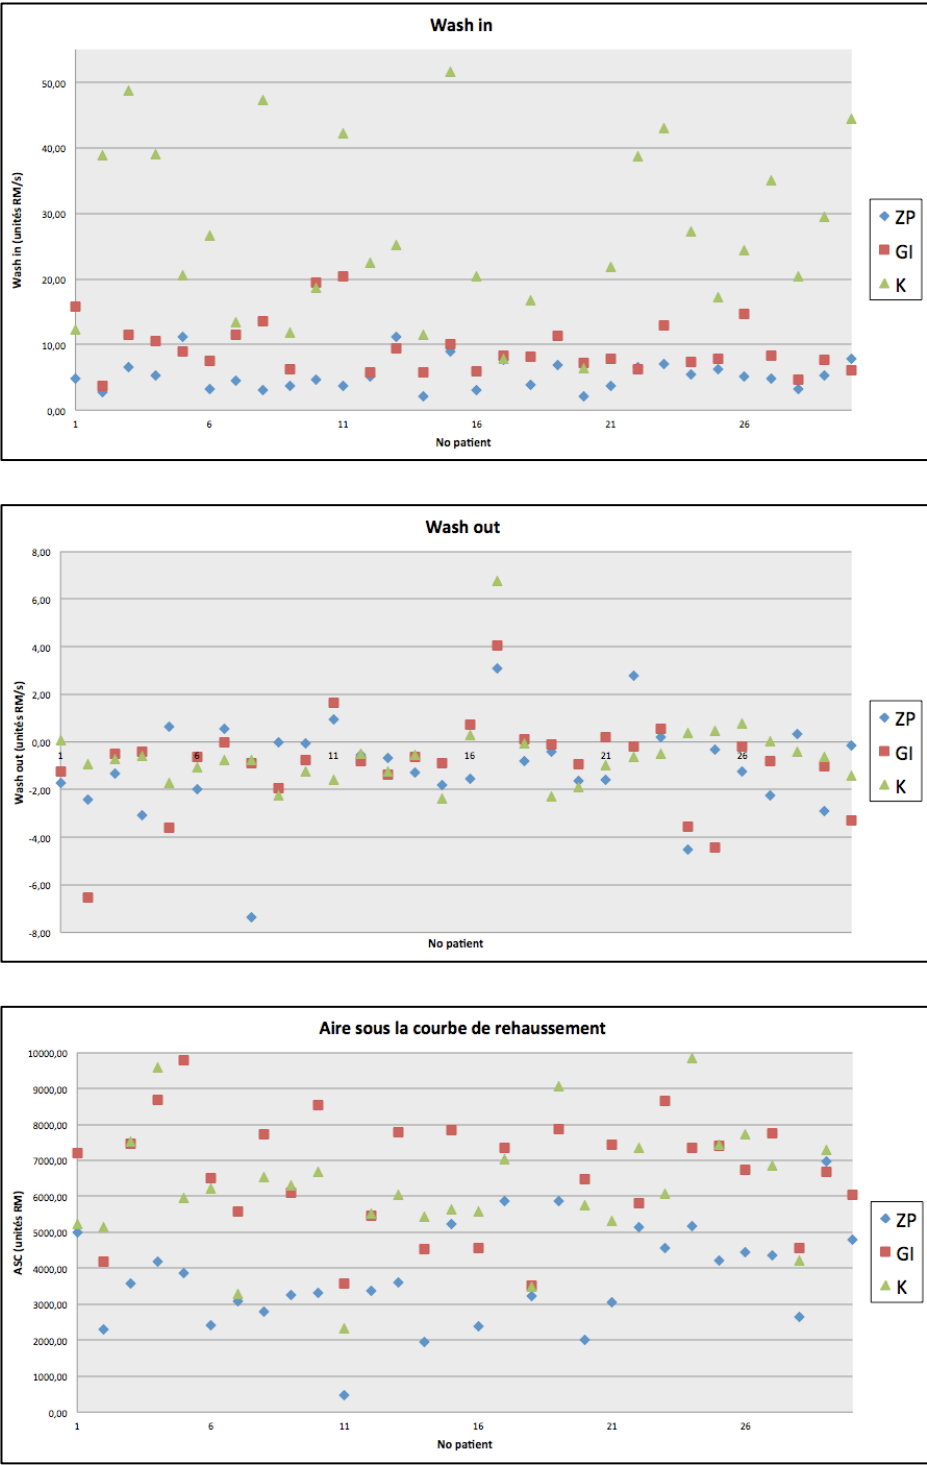 Wash in
50,00
40,00
30,00
20,00
10,00
0,00
Wash in (unités RM/s)
1 6 11 16 21 26
No patient
ZP
GI
K
Wash out
8,00
6,00
4,00
2,00
0,00
-2,00
-4,00
-6,00
-8,00
Wash out (unités RM/s)
1 6 11 16 21 26
No patient
ZP
GI
K
Aire sous la courbe de rehaussement
10000,00
9000,00
8000,00
7000,00
6000,00
5000,00
4000,00
3000,00
2000,00
1000,00
0,00
ASC (unités RM)
1 6 11 16 21 26
No patient
ZP
GI
K